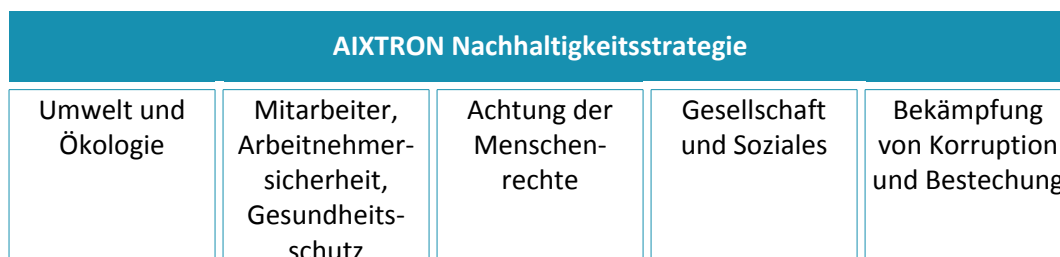 AIXTRON Nachhaltigkeitsstrategie
Umwelt und
Ökologie
Mitarbeiter,
Arbeitnehmer-
sicherheit,
Gesundheits-
schutz
Achtung der
Menschen-
rechte
Gesellschaft
und Soziales
Bekämpfung
von Korruption
und Bestechung